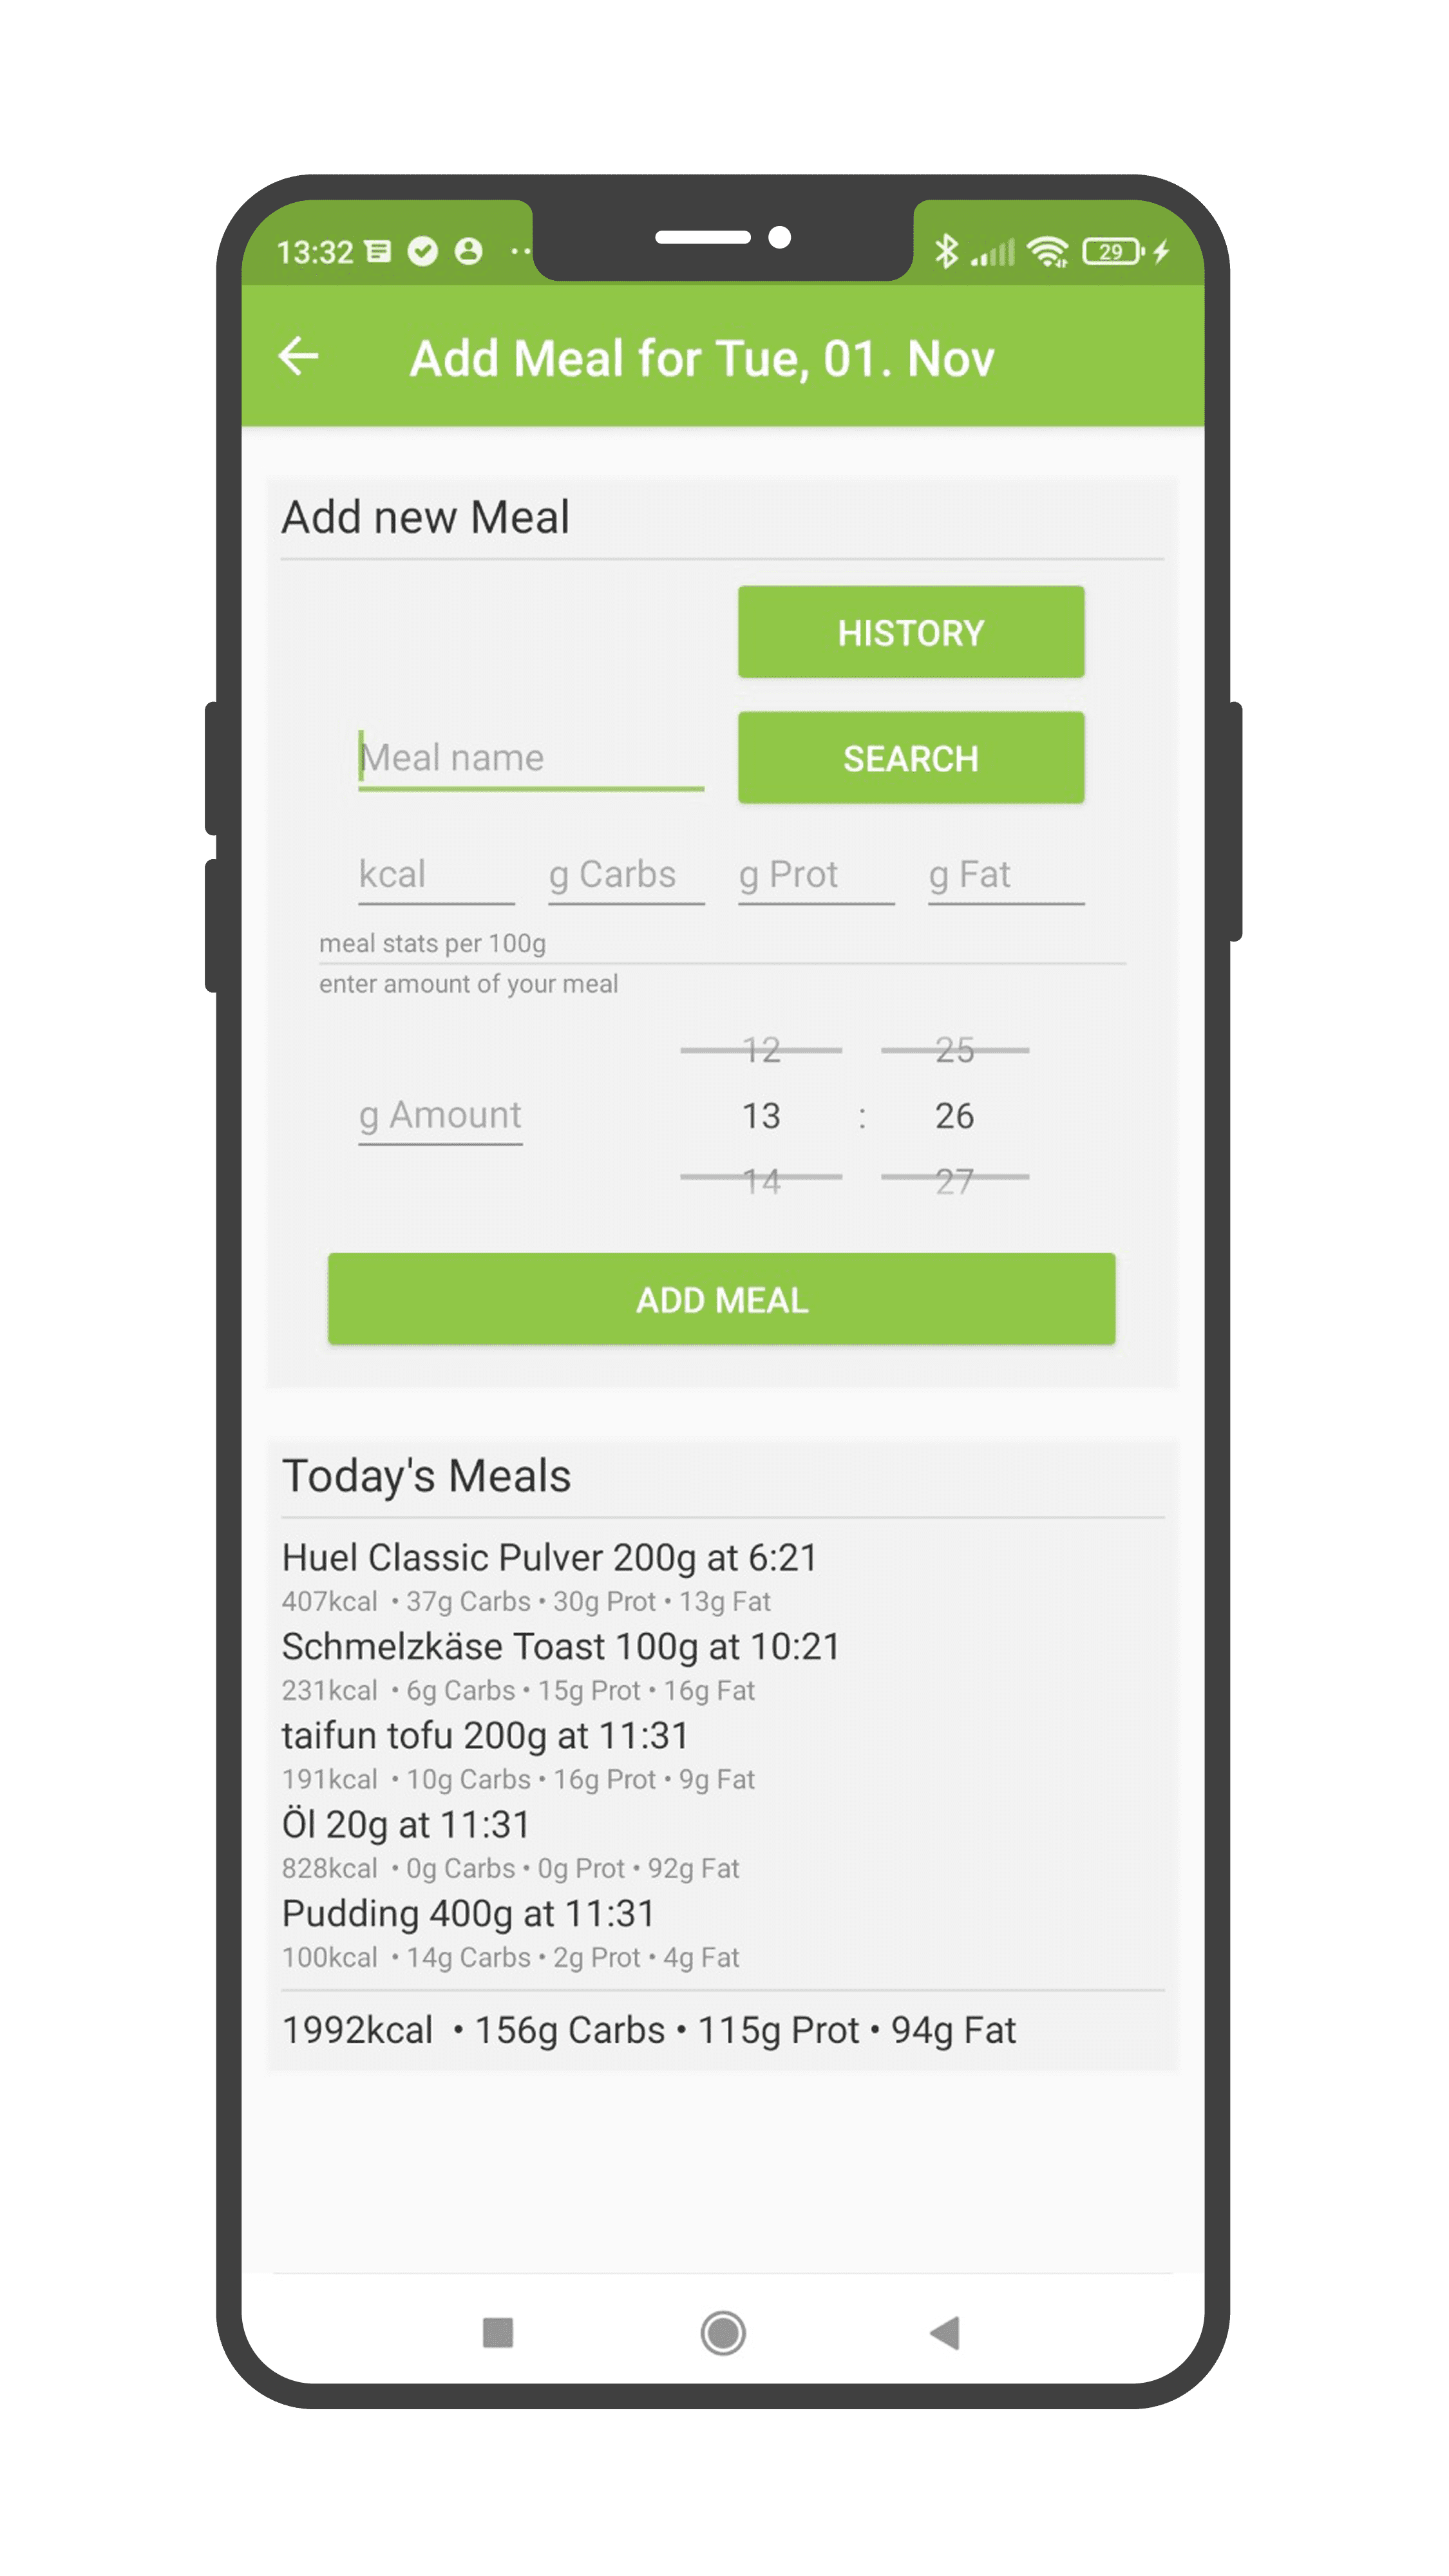 13:32 29
Add Meal for Tue, 01. Nov
Add new Meal
HISTORY
Meal name
SEARCH
kcal g Carbs g Prot g Fat
meal stats per 100g
enter amount of your meal
12 25
g Amount 13 : 26
14 27
ADD MEAL
Today's Meals
Huel Classic Pulver 200g at 6:21
407kcal • 37g Carbs • 30g Prot • 13g Fat
Schmelzkäse Toast 100g at 10:21
231kcal • 6g Carbs • 15g Prot • 16g Fat
taifun tofu 200g at 11:31
191kcal • 10g Carbs • 16g Prot • 9g Fat
Öl 20g at 11:31
828kcal • 0g Carbs • 0g Prot • 92g Fat
Pudding 400g at 11:31
100kcal • 14g Carbs • 2g Prot • 4g Fat
1992kcal • 156g Carbs • 115g Prot • 94g Fat